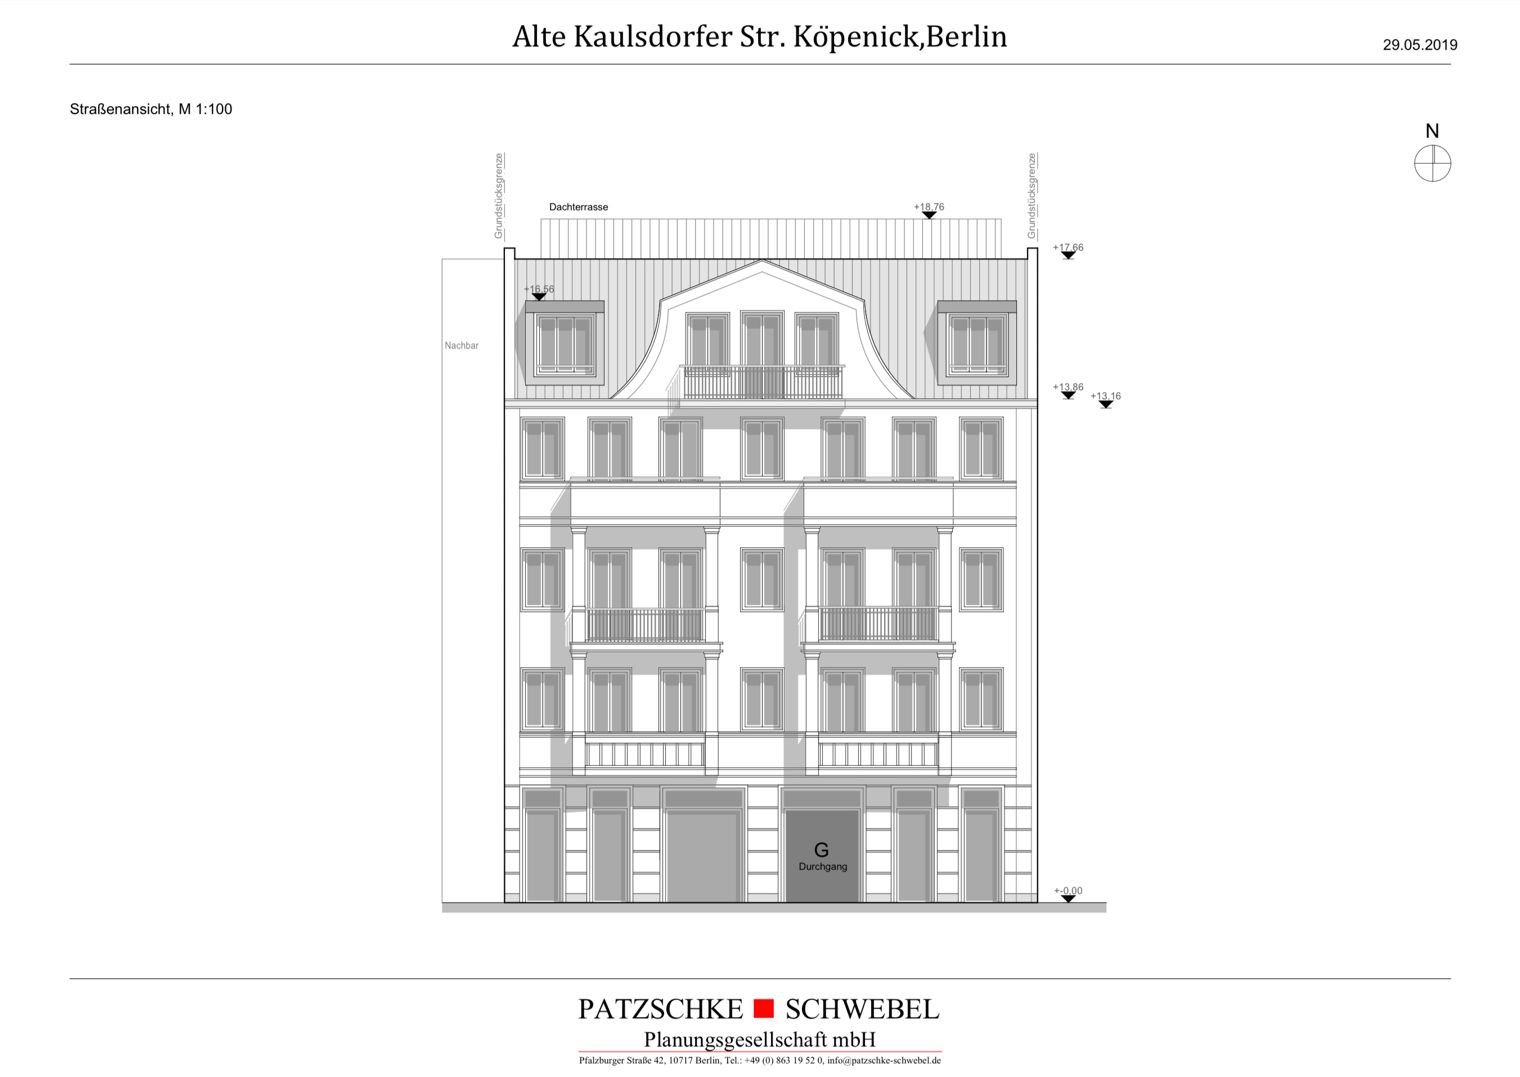 Alte Kaulsdorfer Str. Köpenick,Berlin
29.05.2019
Straßenansicht, M 1:100
N
Grundstücksgrenze
Grundstücksgrenze
Dachterrasse
+18.76
+17.66
+16.56
Nachbar
+13.86
+13.16
G
Durchgang
+-0.00
PATZSCHKE SCHWEBEL
Planungsgesellschaft mbH
Pfalzburger Straße 42, 10717 Berlin, Tel.: +49 (0) 863 19 52 0, info@patzschke-schwebel.de